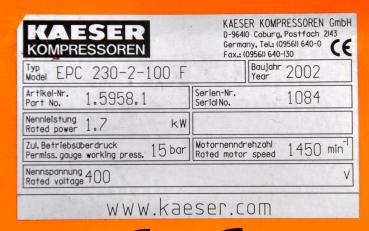 KAESER
KOMPRESSOREN
KAESER KOMPRESSOREN GmbH
D-96410 Coburg, Postfach 2143
Germany, Tel.: (09561) 640-0
Fax.: (09561) 640-130
CE
Typ
Model EPC 230-2-100 F
Baujahr
Year 2002
Artikel-Nr.
Part No. 1.5958.1
Serien-Nr.
Serial No. 1084
Nennleistung
Rated power 1.7 kW
Zul. Betriebsüberdruck
Permiss. gauge working press. 15 bar
Motornenndrehzahl
Rated motor speed 1450 min⁻¹
Nennspannung
Rated voltage 400 V
www.kaeser.com